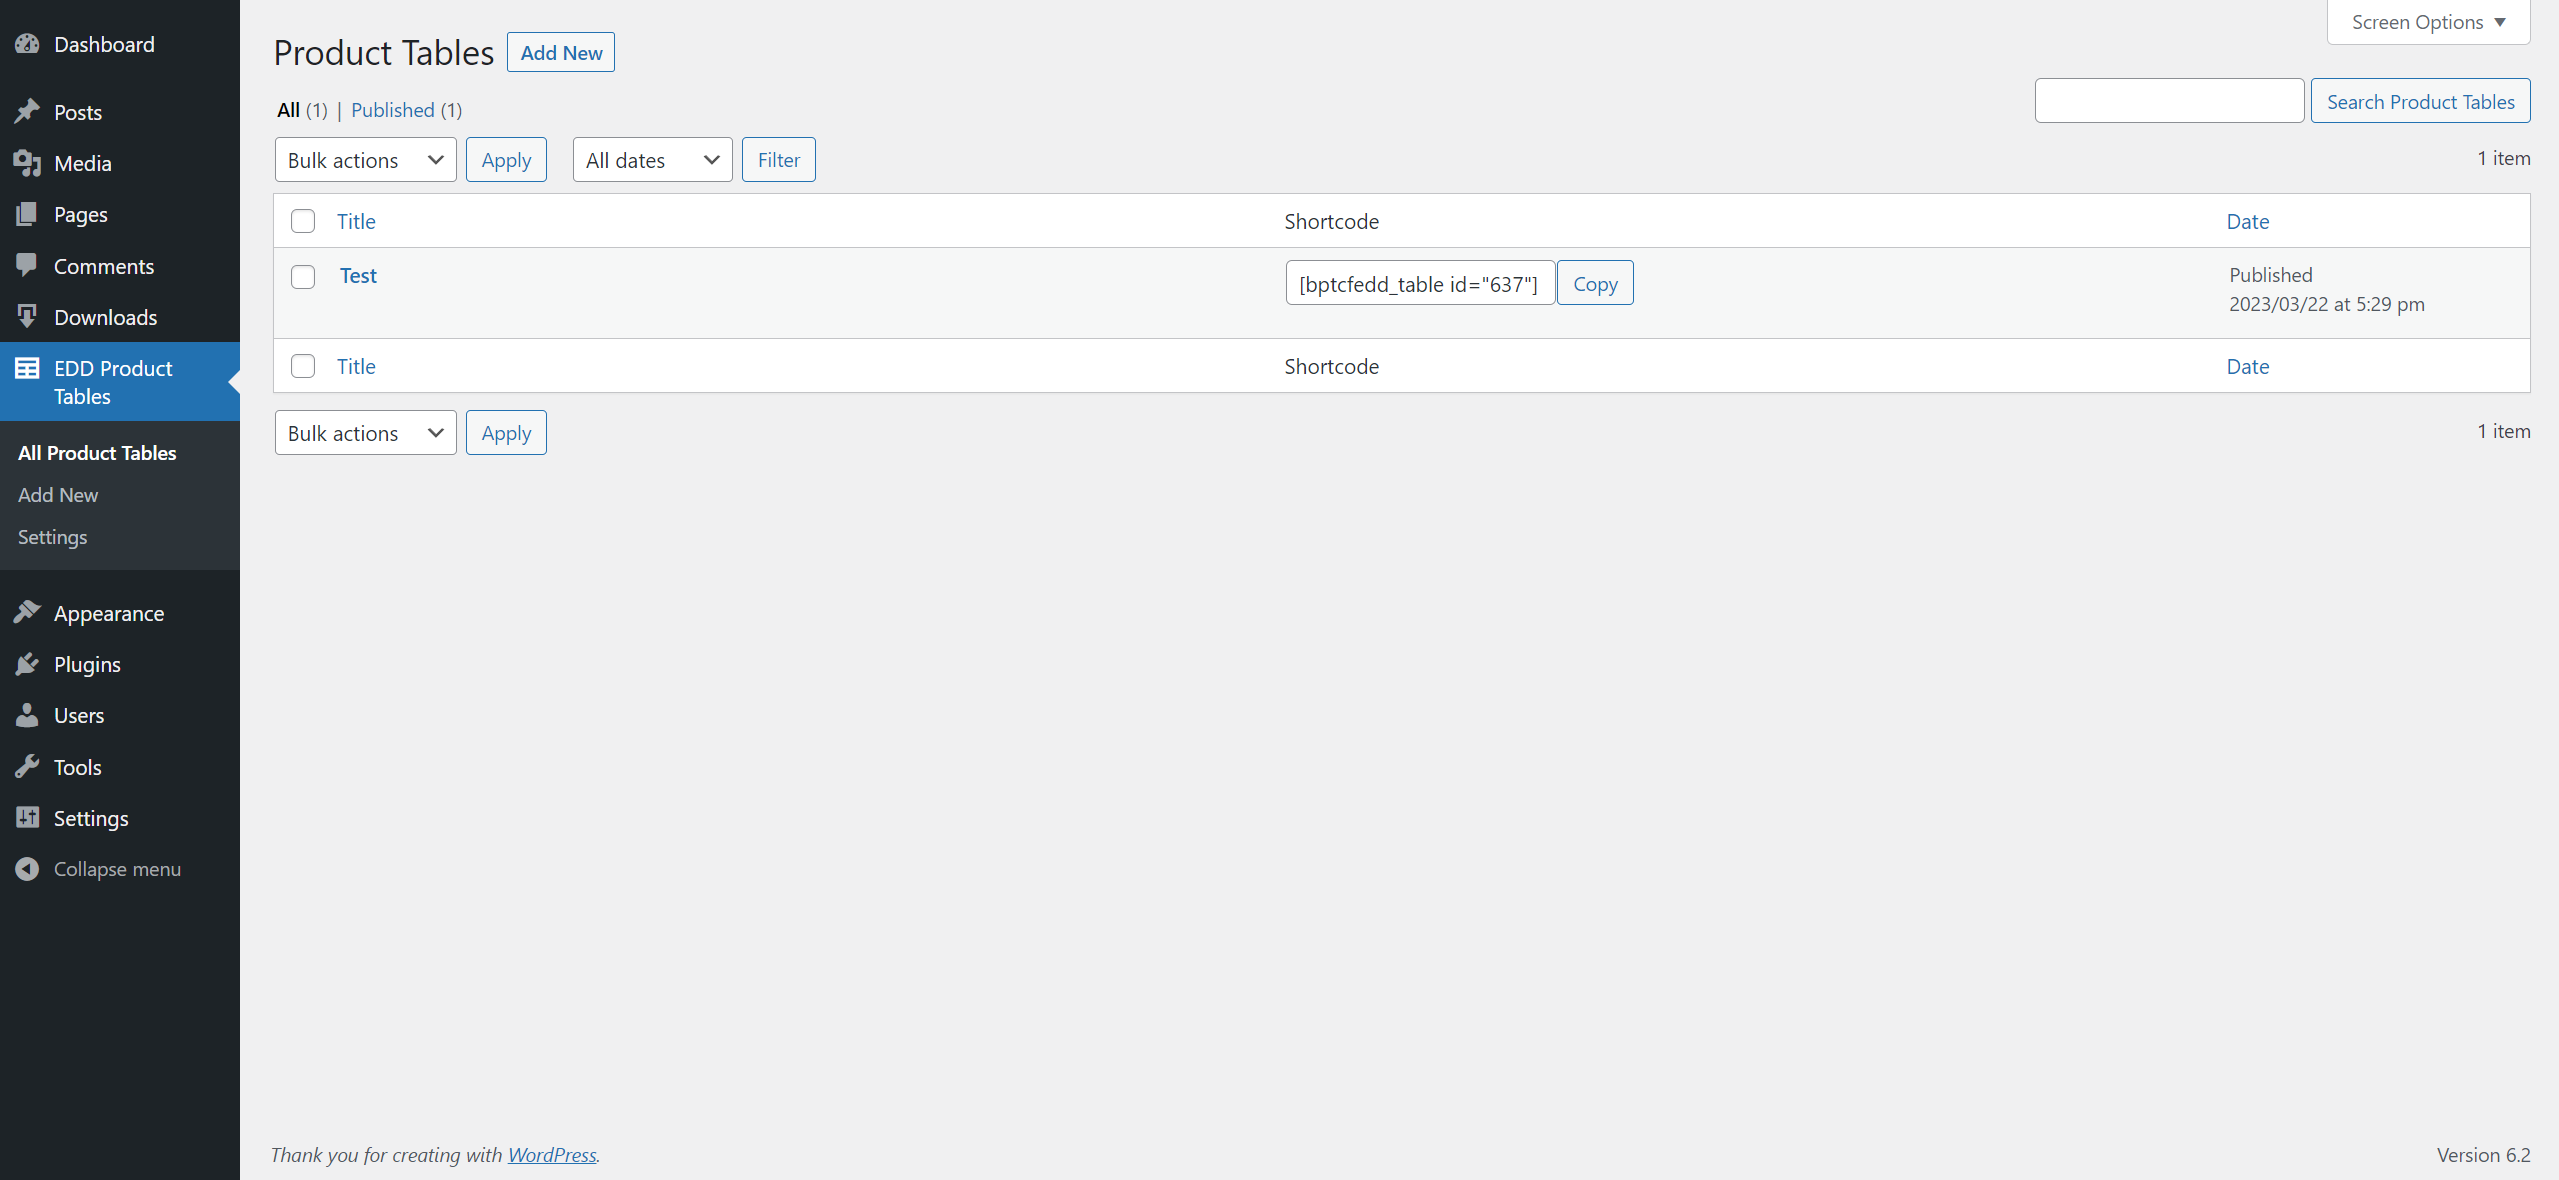 Dashboard
Posts
Media
Pages
Comments
Downloads
EDD Product
Tables
All Product Tables
Add New
Settings
Appearance
Plugins
Users
Tools
Settings
Collapse menu
Screen Options
Product Tables Add New
All (1) | Published (1)
Search Product Tables
Bulk actions Apply All dates Filter 1 item
Title Shortcode Date
Test [bptcfedd_table id="637"] Copy Published
2023/03/22 at 5:29 pm
Title Shortcode Date
Bulk actions Apply 1 item
Thank you for creating with WordPress. Version 6.2